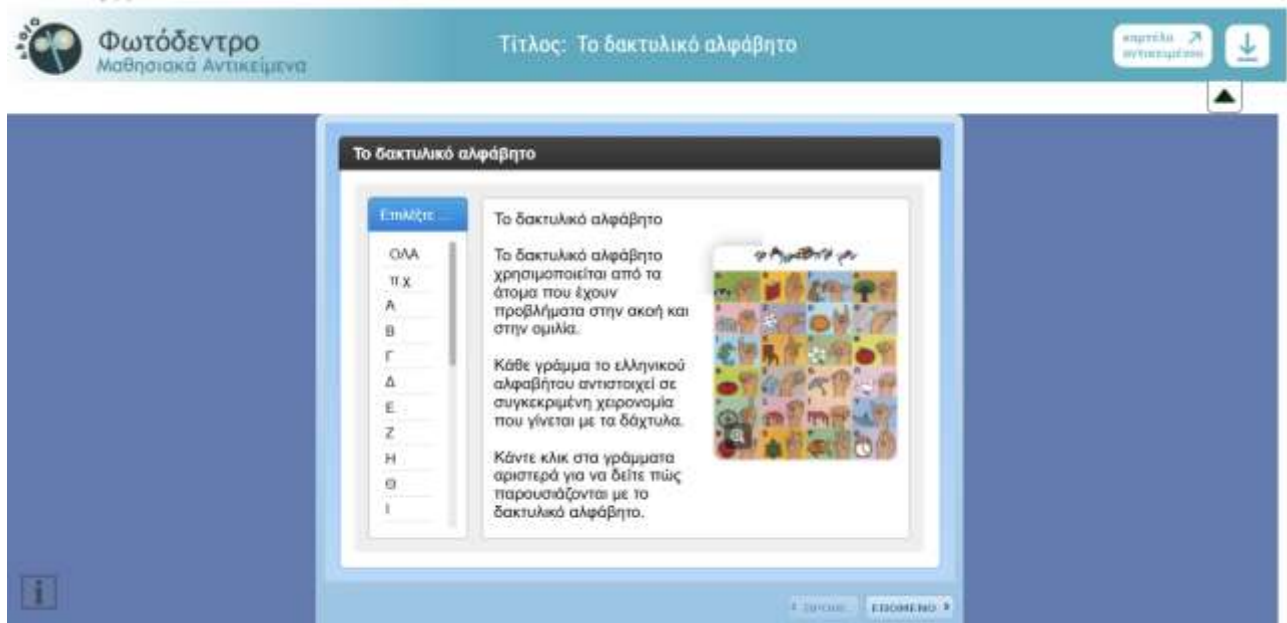 Φωτόδεντρο
Μαθησιακά Αντικείμενα
Τίτλος: Το δακτυλικό αλφάβητο
καρτέλα
αντικειμένου
Το δακτυλικό αλφάβητο
Επιλέξτε ...
ΟΛΑ
π χ
Α
Β
Γ
Δ
Ε
Ζ
Η
Θ
Ι
Το δακτυλικό αλφάβητο
Το δακτυλικό αλφάβητο
χρησιμοποιείται από τα
άτομα που έχουν
προβλήματα στην ακοή και
στην ομιλία.
Κάθε γράμμα το ελληνικού
αλφαβήτου αντιστοιχεί σε
συγκεκριμένη χειρονομία
που γίνεται με τα δάχτυλα.
Κάντε κλικ στα γράμματα
αριστερά για να δείτε πώς
παρουσιάζονται με το
δακτυλικό αλφάβητο.
i
ΕΠΟΜΕΝΟ